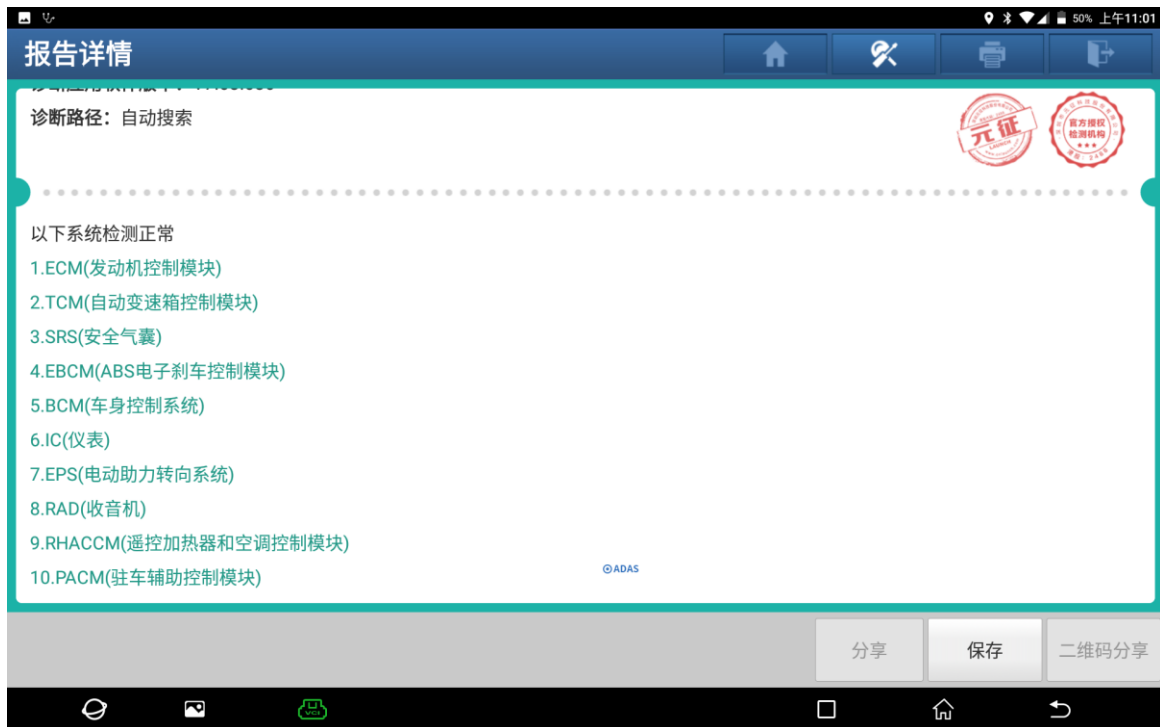 50% 上午11:01
报告详情
诊断路径：自动搜索
元征
LAUNCH
官方授权
检测机构
以下系统检测正常
1.ECM(发动机控制模块)
2.TCM(自动变速箱控制模块)
3.SRS(安全气囊)
4.EBCM(ABS电子刹车控制模块)
5.BCM(车身控制系统)
6.IC(仪表)
7.EPS(电动助力转向系统)
8.RAD(收音机)
9.RHACCM(遥控加热器和空调控制模块)
10.PACM(驻车辅助控制模块)
ADAS
分享
保存
二维码分享
VCI